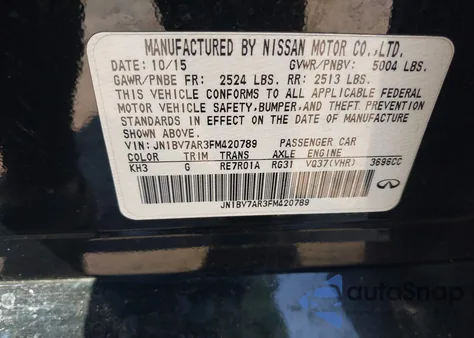 MANUFACTURED BY NISSAN MOTOR CO.,LTD.
DATE: 10/15 GVWR/PNBV: 5004 LBS.
GAWR/PNBE FR: 2524 LBS. RR: 2513 LBS.
THIS VEHICLE CONFORMS TO ALL APPLICABLE FEDERAL
MOTOR VEHICLE SAFETY,BUMPER,AND THEFT PREVENTION
STANDARDS IN EFFECT ON THE DATE OF MANUFACTURE
SHOWN ABOVE.
VIN: JN1BV7AR3FM420789 PASSENGER CAR
COLOR TRIM TRANS AXLE ENGINE
KH3 G RE7R01A RG31 VQ37(VHR) 3696CC
JN1BV7AR3FM420789
autoSnap